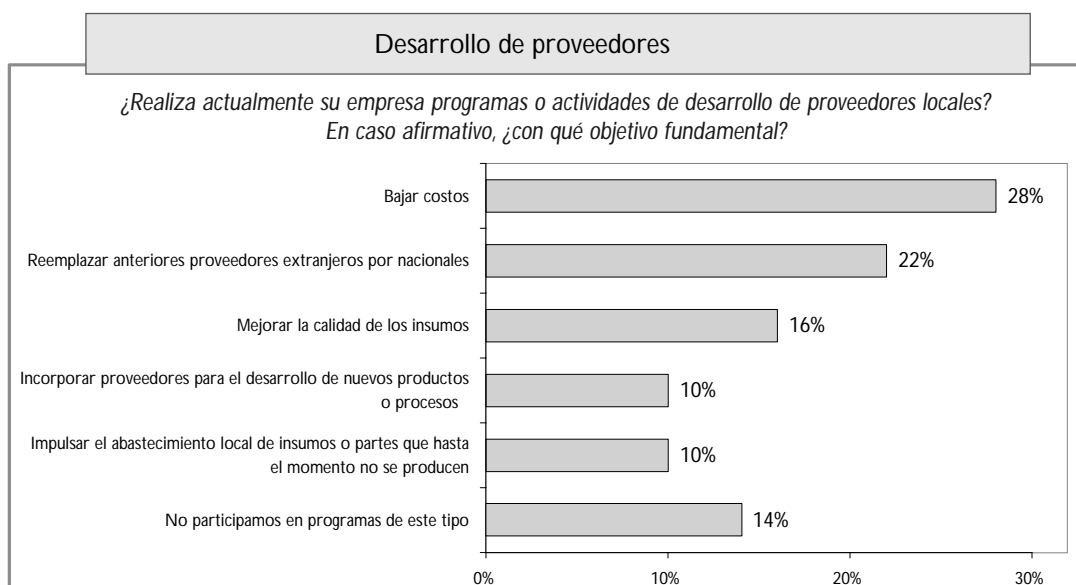 Desarrollo de proveedores
¿Realiza actualmente su empresa programas o actividades de desarrollo de proveedores locales?
En caso afirmativo, ¿con qué objetivo fundamental?
Bajar costos
28%
Reemplazar anteriores proveedores extranjeros por nacionales
22%
Mejorar la calidad de los insumos
16%
Incorporar proveedores para el desarrollo de nuevos productos
o procesos
10%
Impulsar el abastecimiento local de insumos o partes que hasta
el momento no se producen
10%
No participamos en programas de este tipo
14%
0%
10%
20%
30%